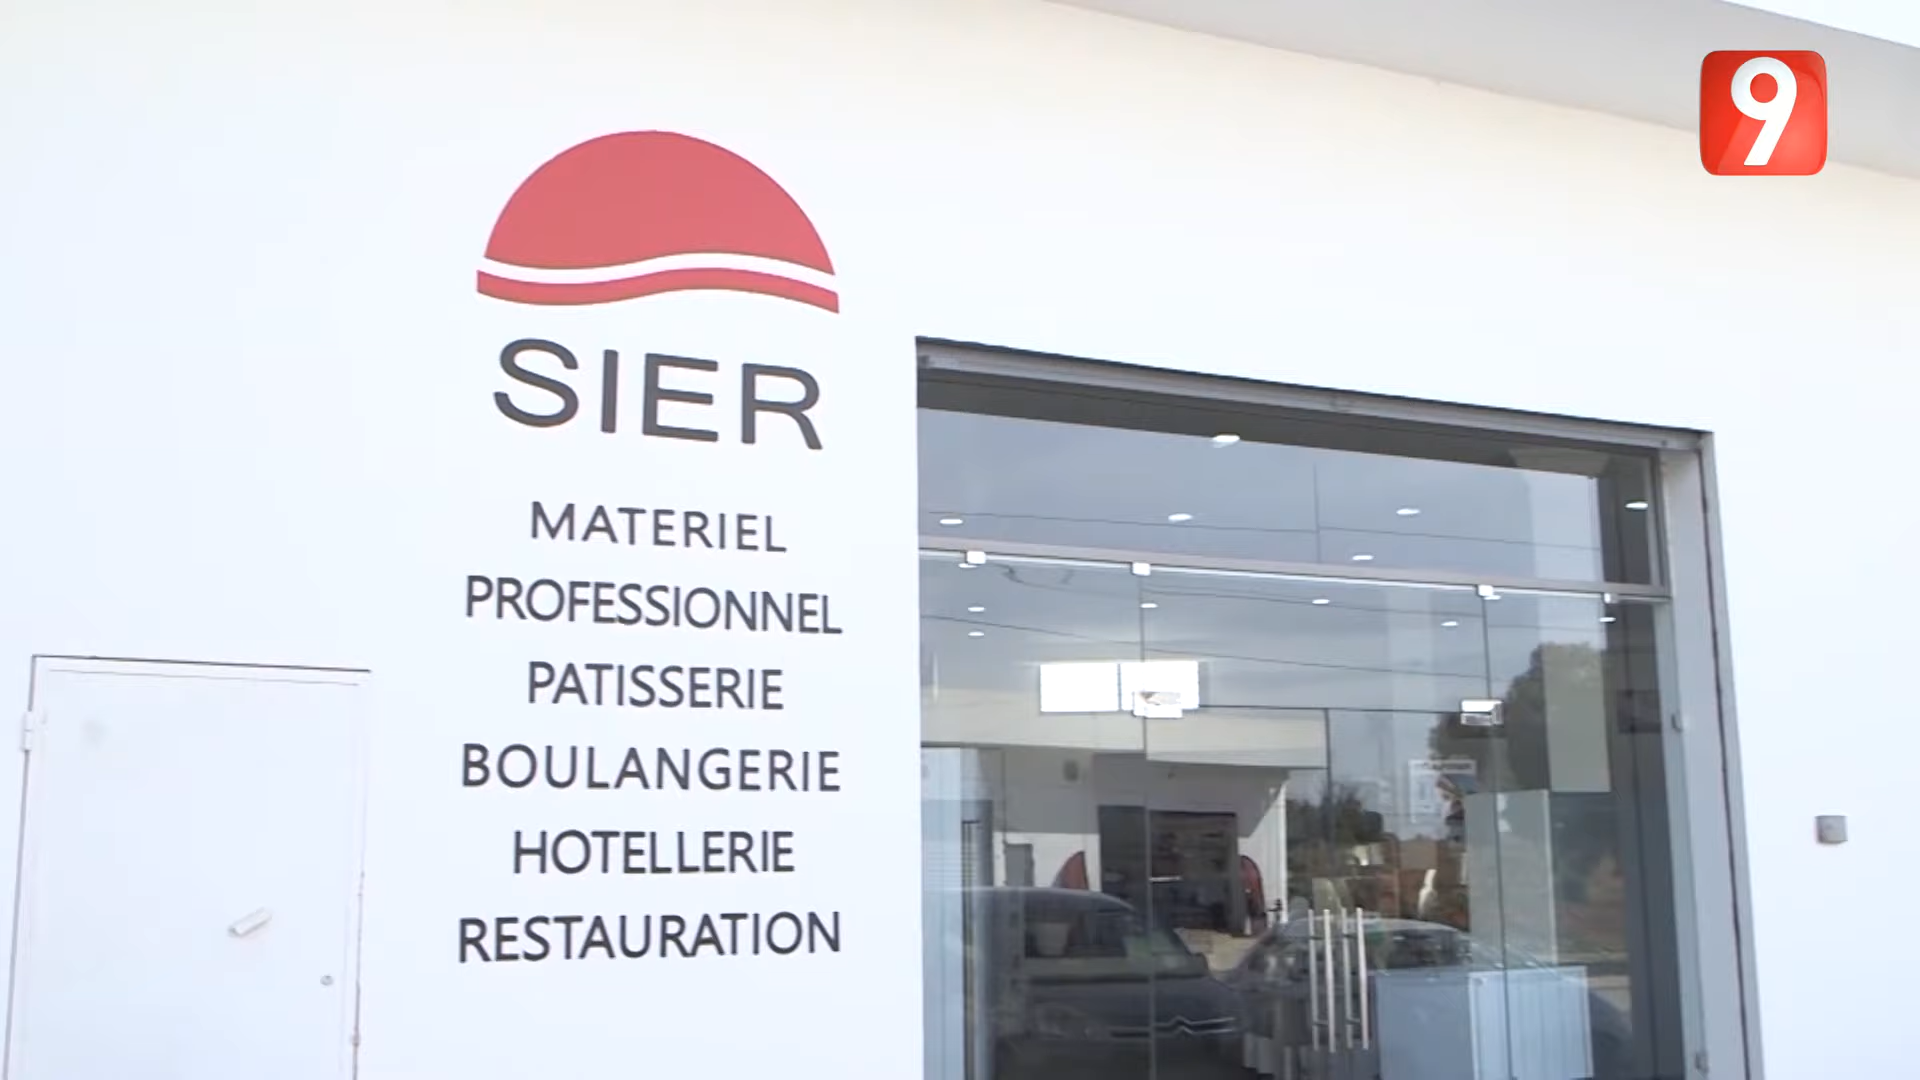 9
SIER
MATERIEL
PROFESSIONNEL
PATISSERIE
BOULANGERIE
HOTELLERIE
RESTAURATION